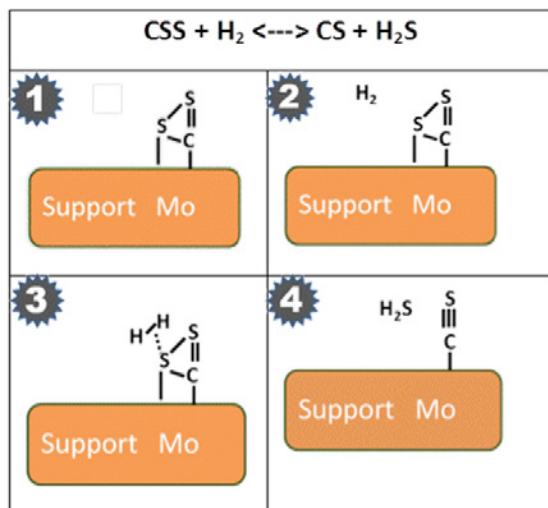 CSS + H₂ <---> CS + H₂S
1
S
S
C
Support Mo
2
H₂
S
S
C
Support Mo
3
H
H
S
S
C
Support Mo
4
H₂S
S
C
Support Mo